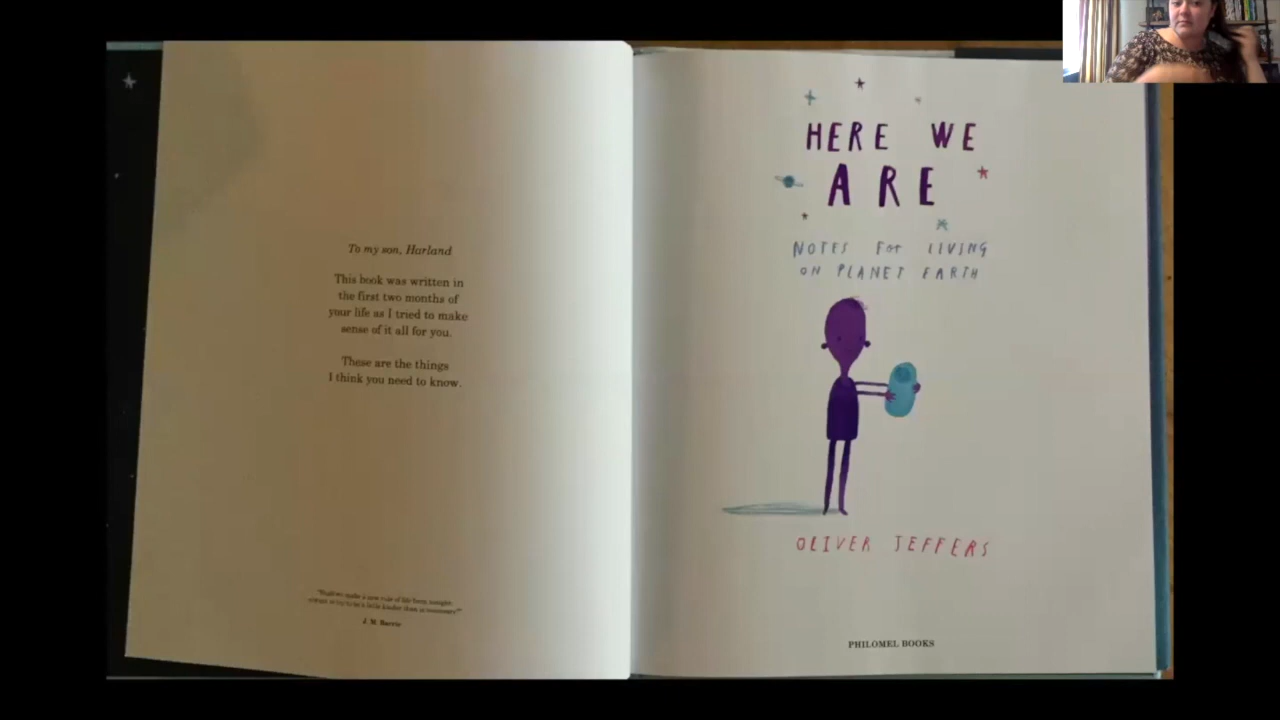 To my son, Harland
This book was written in
the first two months of
your life as I tried to make
sense of it all for you.
These are the things
I think you need to know.
J. M. Barrie
HERE WE
ARE
NOTES FOR LIVING
ON PLANET EARTH
OLIVER JEFFERS
PHILOMEL BOOKS